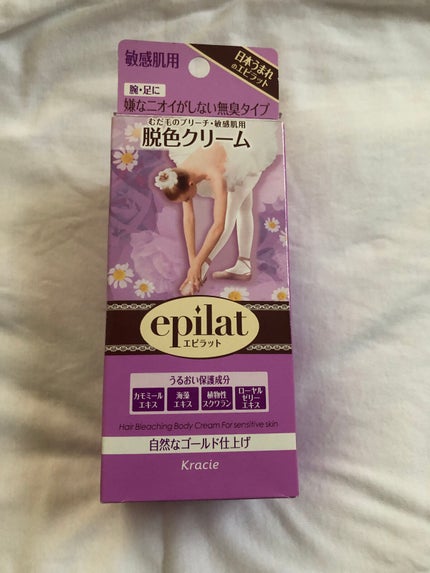 敏感肌用
日本うまれ
のエピラット
腕・足に
嫌なニオイがしない無臭タイプ
むだ毛のブリーチ・敏感肌用
脱色クリーム
epilat
エピラット
うるおい保護成分
カモミール
エキス
海藻
エキス
植物性
スクワラン
ローヤル
ゼリー
エキス
Hair Bleaching Body Cream For sensitive skin
自然なゴールド仕上げ
Kracie